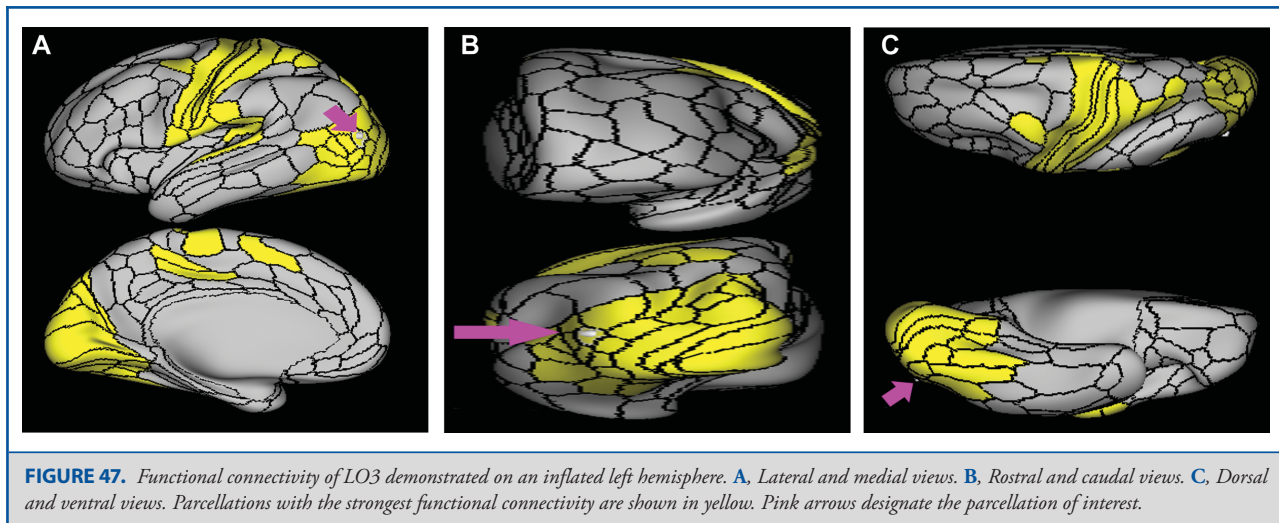 A
B
C
FIGURE 47. Functional connectivity of LO3 demonstrated on an inflated left hemisphere. A, Lateral and medial views. B, Rostral and caudal views. C, Dorsal
and ventral views. Parcellations with the strongest functional connectivity are shown in yellow. Pink arrows designate the parcellation of interest.